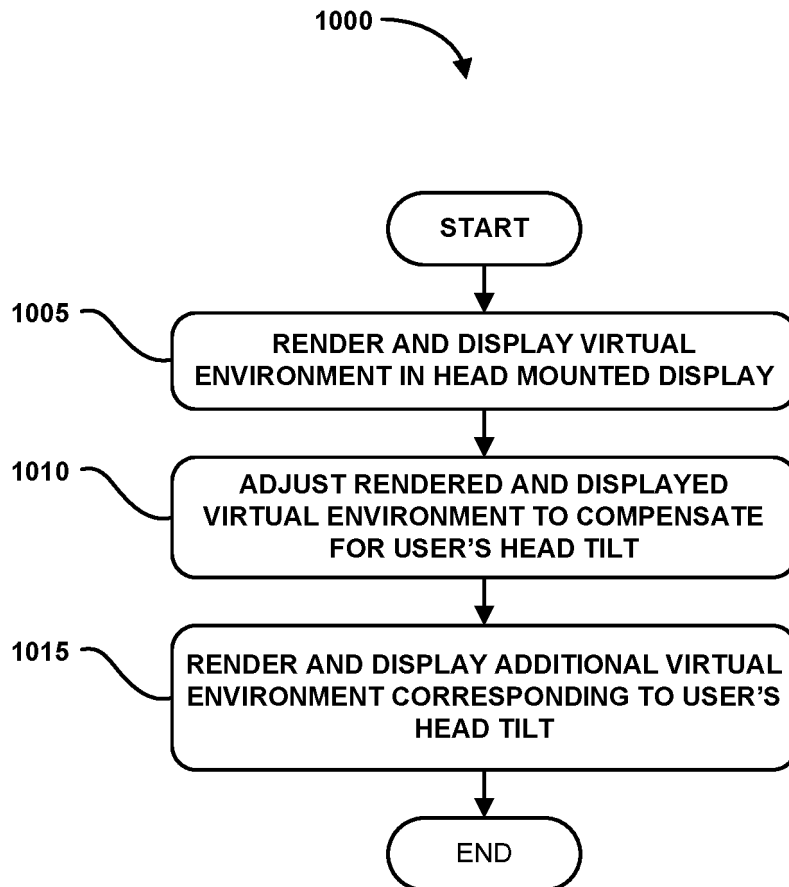 1000
START
1005
RENDER AND DISPLAY VIRTUAL
ENVIRONMENT IN HEAD MOUNTED DISPLAY
1010
ADJUST RENDERED AND DISPLAYED
VIRTUAL ENVIRONMENT TO COMPENSATE
FOR USER'S HEAD TILT
1015
RENDER AND DISPLAY ADDITIONAL VIRTUAL
ENVIRONMENT CORRESPONDING TO USER'S
HEAD TILT
END